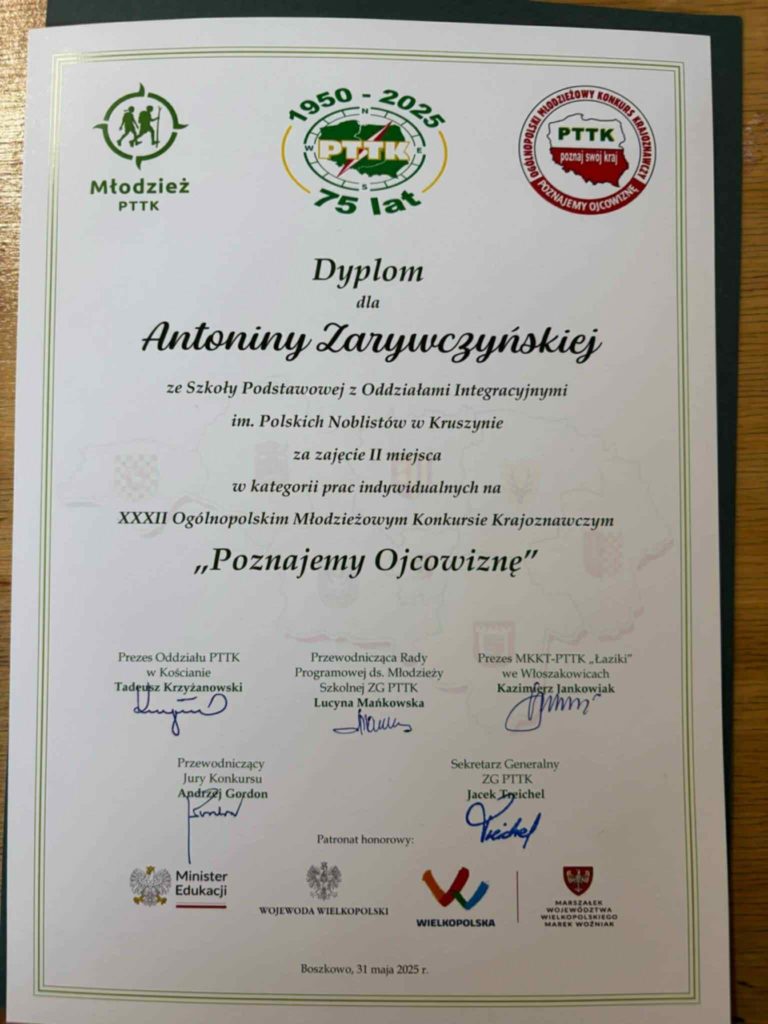 Młodzież
PTTK
1950 - 2025
N
W
E
S
PTTK
75 lat
OGÓLNOPOLSKI MŁODZIEŻOWY KONKURS KRAJOZNAWCZY
PTTK
poznaj swój kraj
POZNAJEMY OJCOWIZNĘ
Dyplom
dla
Antoniny Zarywczyńskiej
ze Szkoły Podstawowej z Oddziałami Integracyjnymi
im. Polskich Noblistów w Kruszynie
za zajęcie II miejsca
w kategorii prac indywidualnych na
XXXII Ogólnopolskim Młodzieżowym Konkursie Krajoznawczym
„Poznajemy Ojcowiznę”
Prezes Oddziału PTTK
w Kościanie
Tadeusz Krzyżanowski
Przewodnicząca Rady
Programowej ds. Młodzieży
Szkolnej ZG PTTK
Lucyna Mańkowska
Prezes MKKT-PTTK „Łaziki”
we Włoszakowicach
Kazimierz Jankowiak
Przewodniczący
Jury Konkursu
Andrzej Gordon
Sekretarz Generalny
ZG PTTK
Jacek Treichel
Treichel
Patronat honorowy:
Minister
Edukacji
WOJEWODA WIELKOPOLSKI
WIELKOPOLSKA
MARSZAŁEK
WOJEWÓDZTWA
WIELKOPOLSKIEGO
MAREK WOŹNIAK
Boszkowo, 31 maja 2025 r.